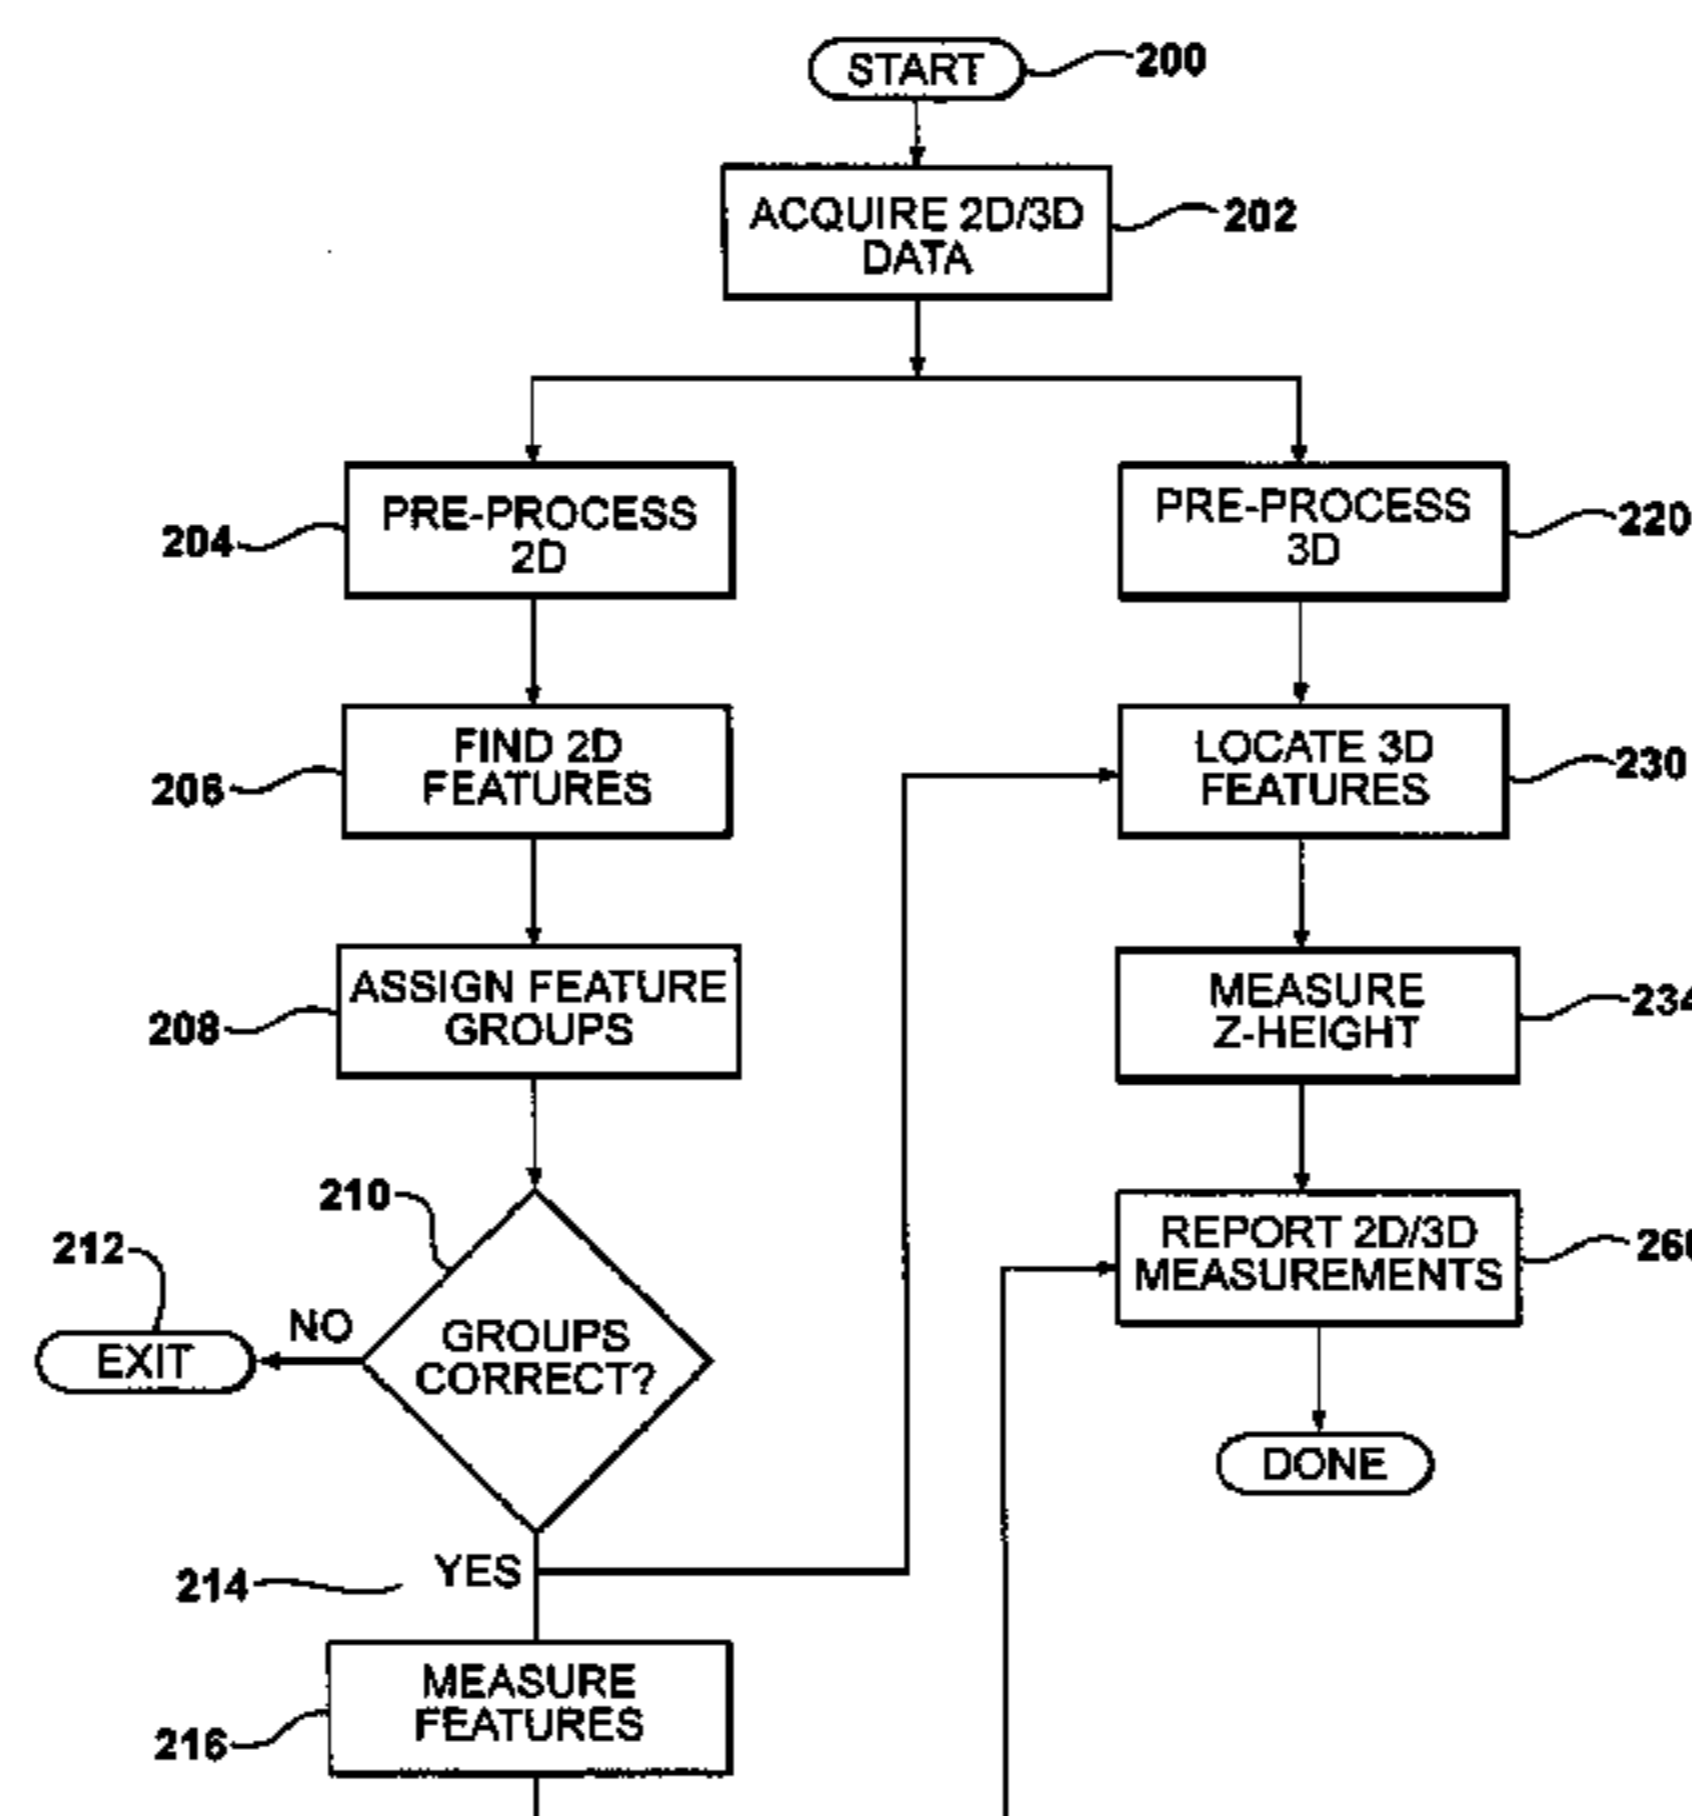 START
200
ACQUIRE 2D/3D
DATA
202
PRE-PROCESS
2D
204
PRE-PROCESS
3D
220
FIND 2D
FEATURES
206
LOCATE 3D
FEATURES
230
ASSIGN FEATURE
GROUPS
208
MEASURE
Z-HEIGHT
234
210
212
NO
EXIT
GROUPS
CORRECT?
REPORT 2D/3D
MEASUREMENTS
260
DONE
YES
214
MEASURE
FEATURES
216